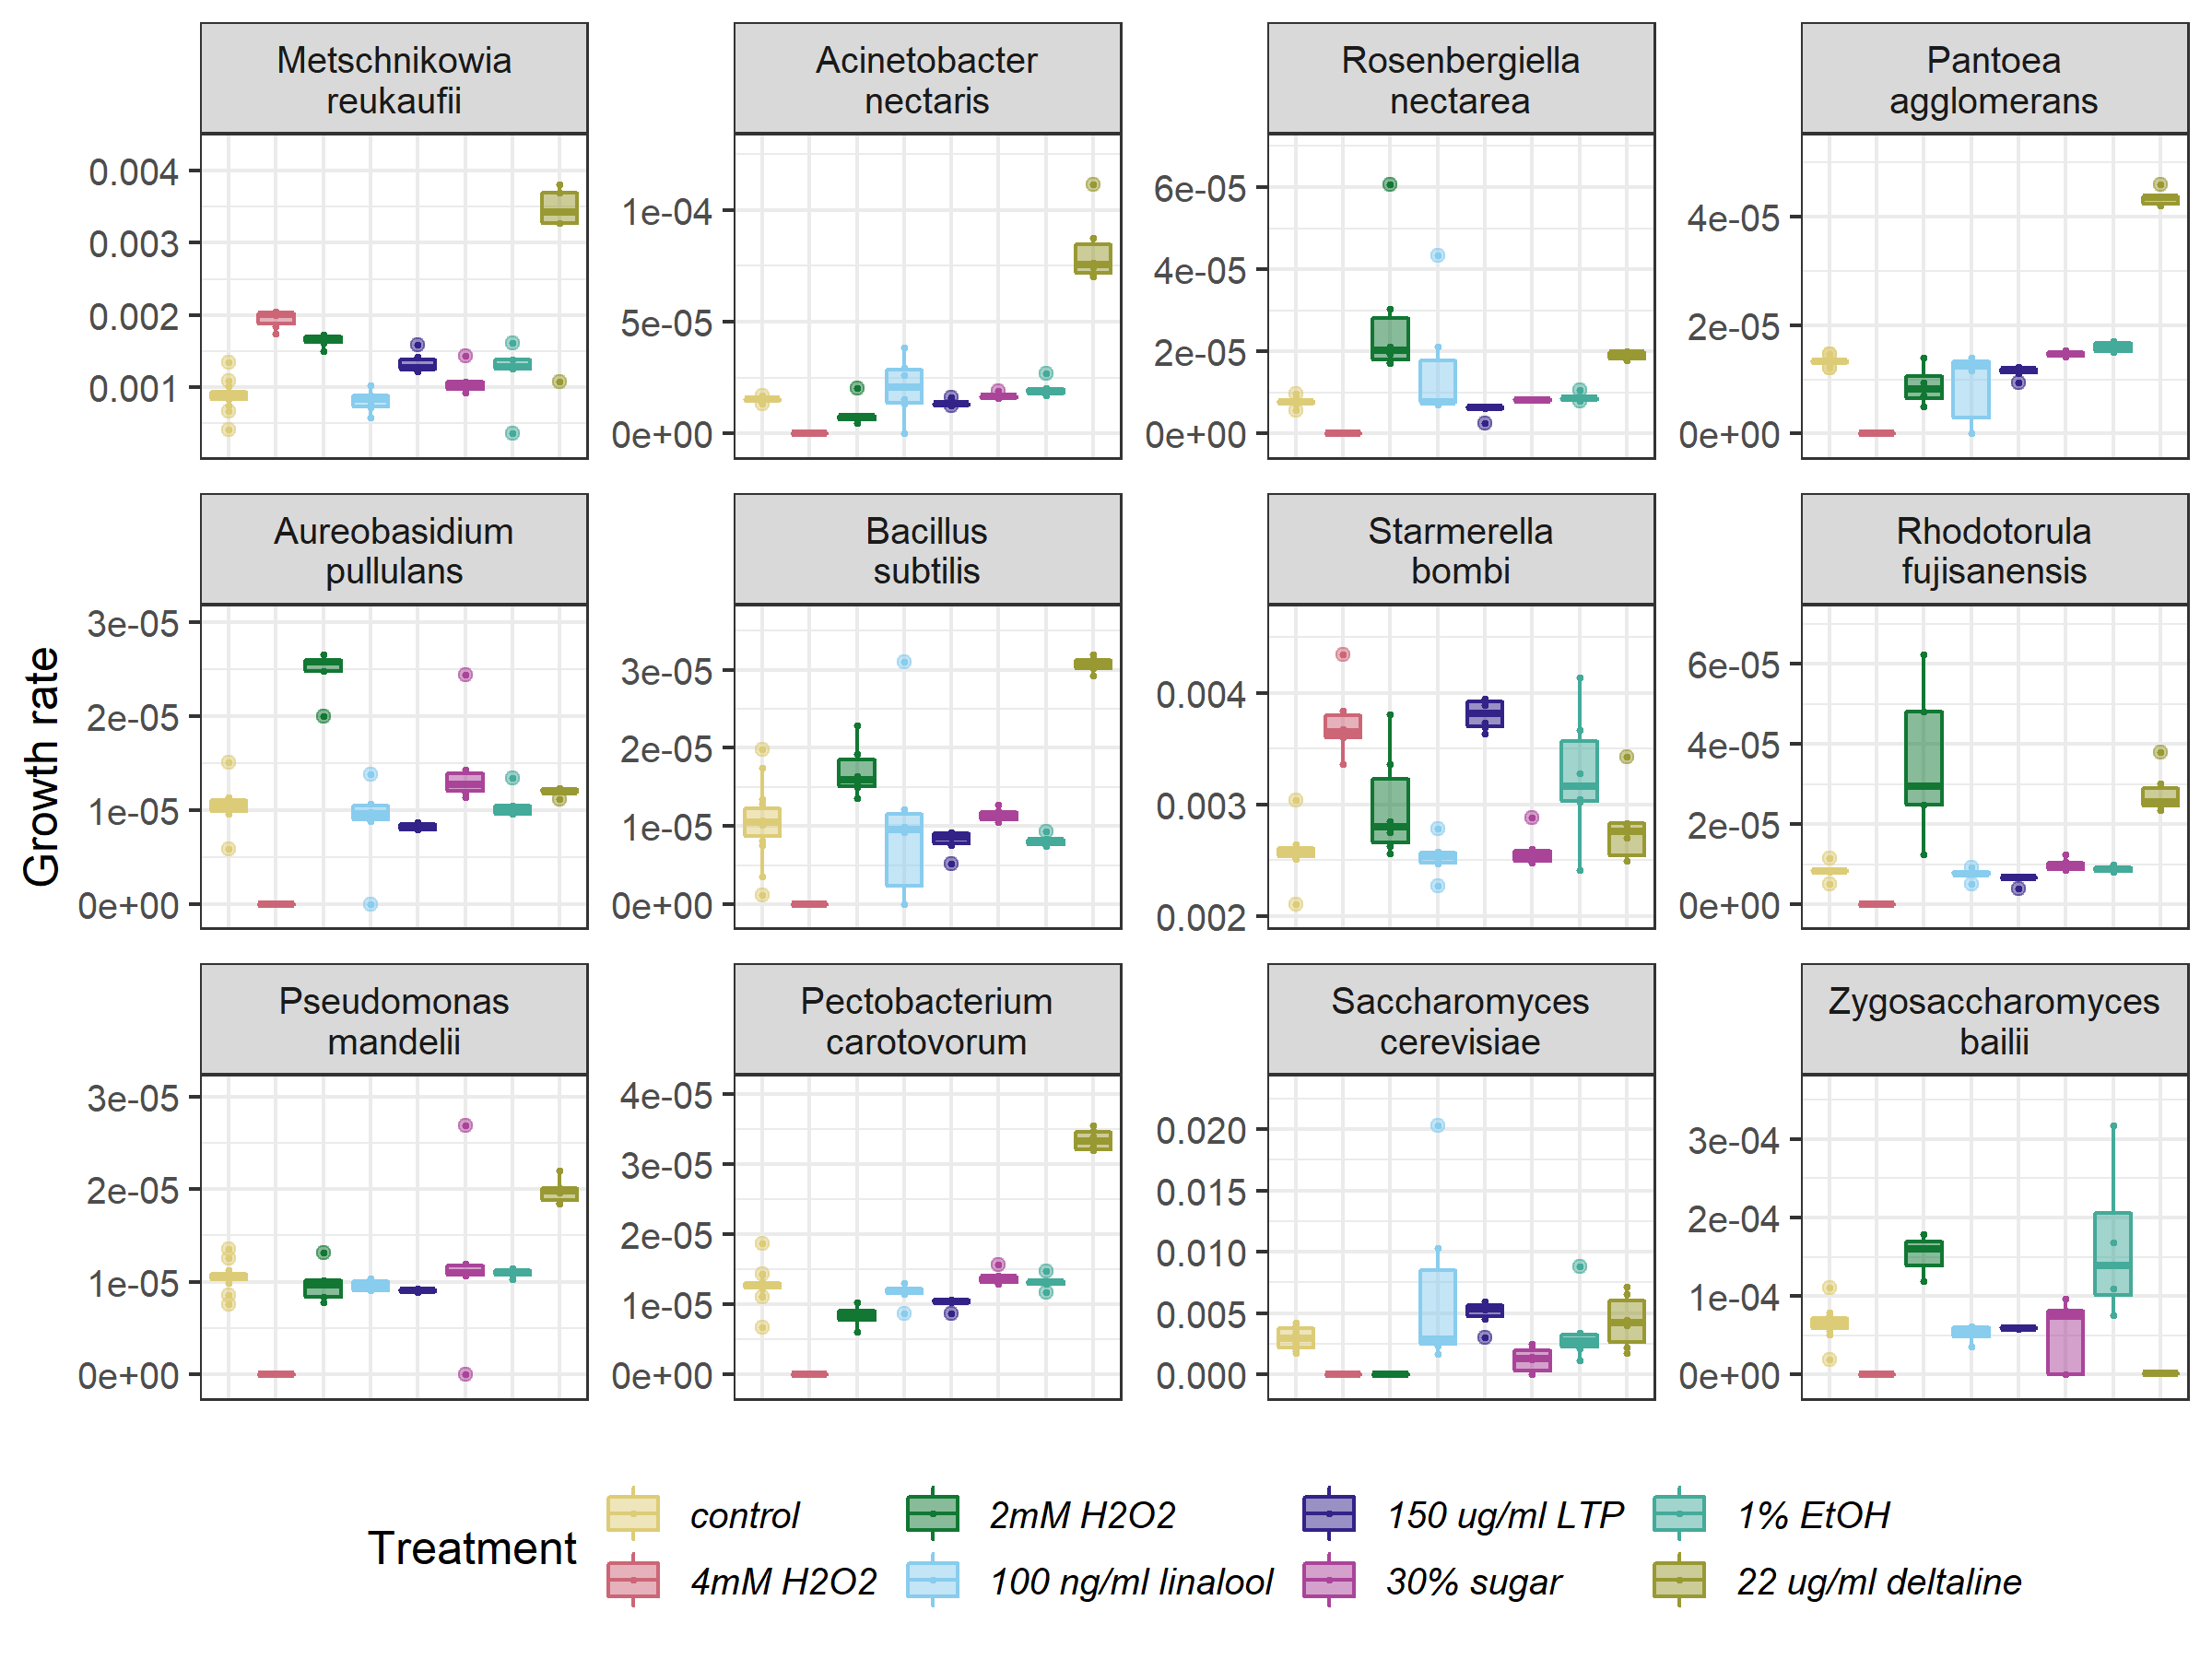 Metschnikowia
reukaufii
Acinetobacter
nectaris
Rosenbergiella
nectarea
Pantoea
agglomerans
0.004
0.003
0.002
0.001
1e-04
5e-05
0e+00
6e-05
4e-05
2e-05
0e+00
4e-05
2e-05
0e+00
Growth rate
Aureobasidium
pullulans
Bacillus
subtilis
Starmerella
bombi
Rhodotorula
fujisanensis
3e-05
2e-05
1e-05
0e+00
3e-05
2e-05
1e-05
0e+00
0.004
0.003
0.002
6e-05
4e-05
2e-05
0e+00
Pseudomonas
mandelii
Pectobacterium
carotovorum
Saccharomyces
cerevisiae
Zygosaccharomyces
bailii
3e-05
2e-05
1e-05
0e+00
4e-05
3e-05
2e-05
1e-05
0e+00
0.020
0.015
0.010
0.005
0.000
3e-04
2e-04
1e-04
0e+00
Treatment
control
4mM H2O2
2mM H2O2
100 ng/ml linalool
150 ug/ml LTP
30% sugar
1% EtOH
22 ug/ml deltaline